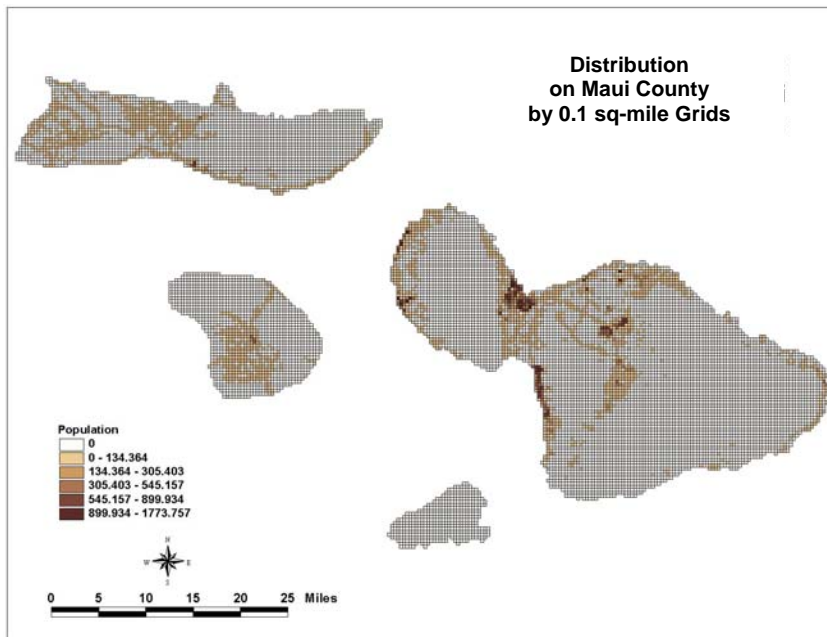 Distribution
on Maui County
by 0.1 sq-mile Grids
Population
0
0 - 134.364
134.364 - 305.403
305.403 - 545.157
545.157 - 899.934
899.934 - 1773.757
N
W E
S
0 5 10 15 20 25 Miles